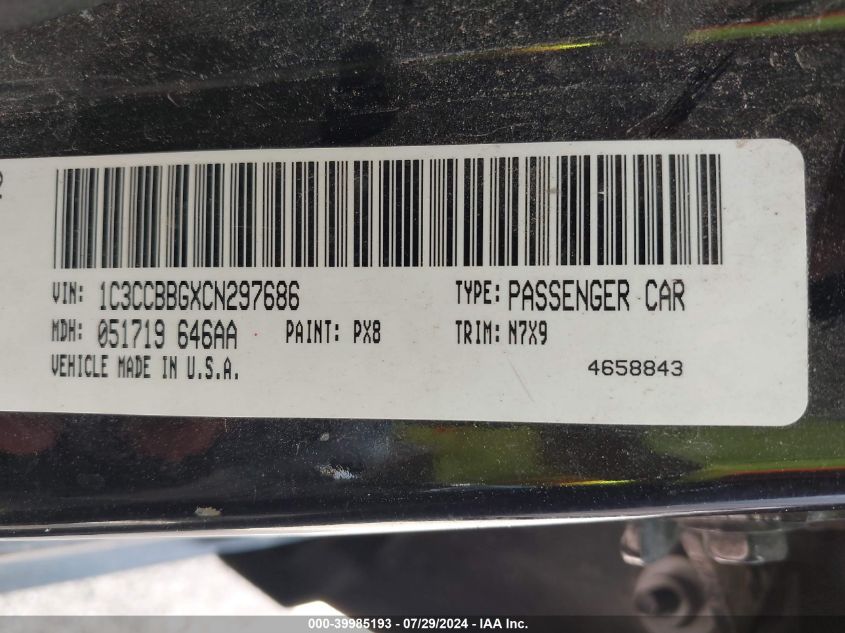 VIN: 1C3CCBBGXCN297686 TYPE: PASSENGER CAR
MDH: 051719 646AA PAINT: PX8 TRIM: N7X9
VEHICLE MADE IN U.S.A. 4658843
000-39985193 - 07/29/2024 - IAA Inc.